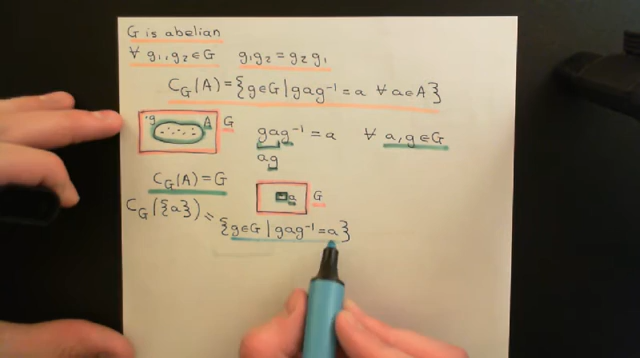 G is abelian
∀ g₁, g₂ ∈ G   g₁g₂ = g₂g₁
C_G(A) = {g ∈ G | gag⁻¹ = a ∀ a ∈ A}
g A G   gag⁻¹ = a   ∀ a, g ∈ G
ag
C_G(A) = G   a G
C_G({a}) = {g ∈ G | gag⁻¹ = a}